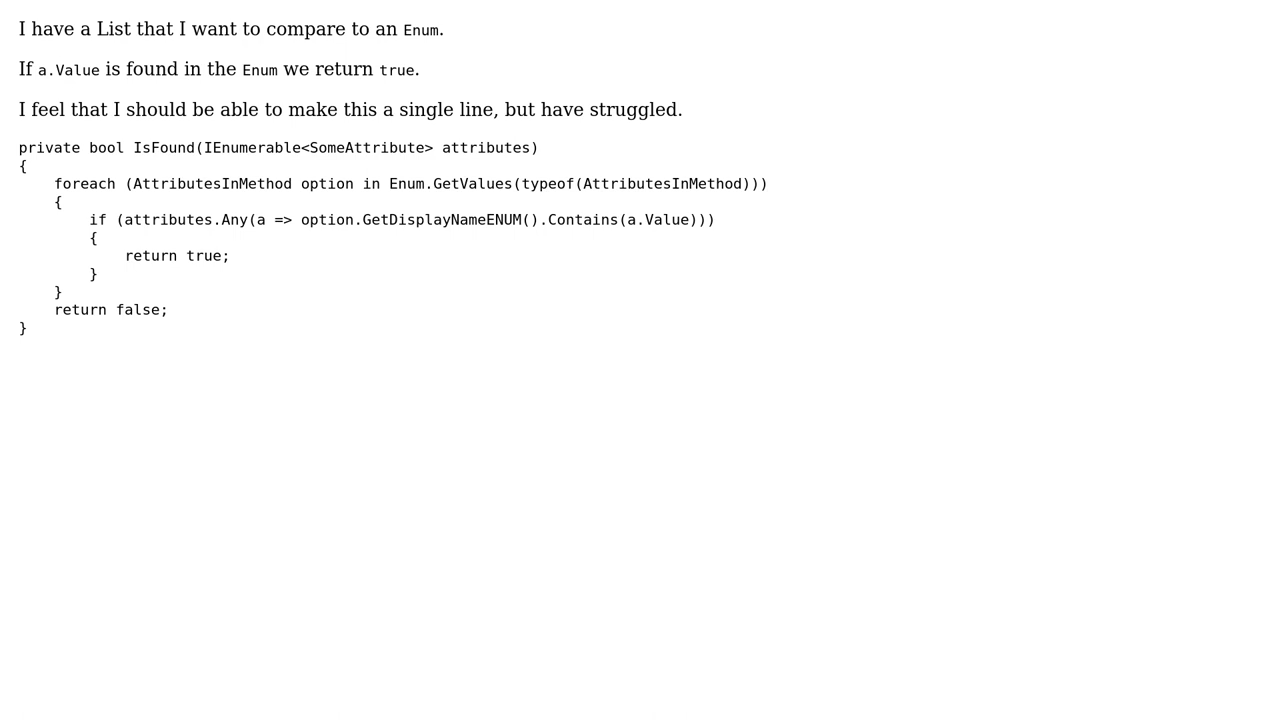 I have a List that I want to compare to an Enum.
If a.Value is found in the Enum we return true.
I feel that I should be able to make this a single line, but have struggled.
private bool IsFound(IEnumerable<SomeAttribute> attributes)
{
    foreach (AttributesInMethod option in Enum.GetValues(typeof(AttributesInMethod)))
    {
        if (attributes.Any(a => option.GetDisplayNameENUM().Contains(a.Value)))
        {
            return true;
        }
    }
    return false;
}